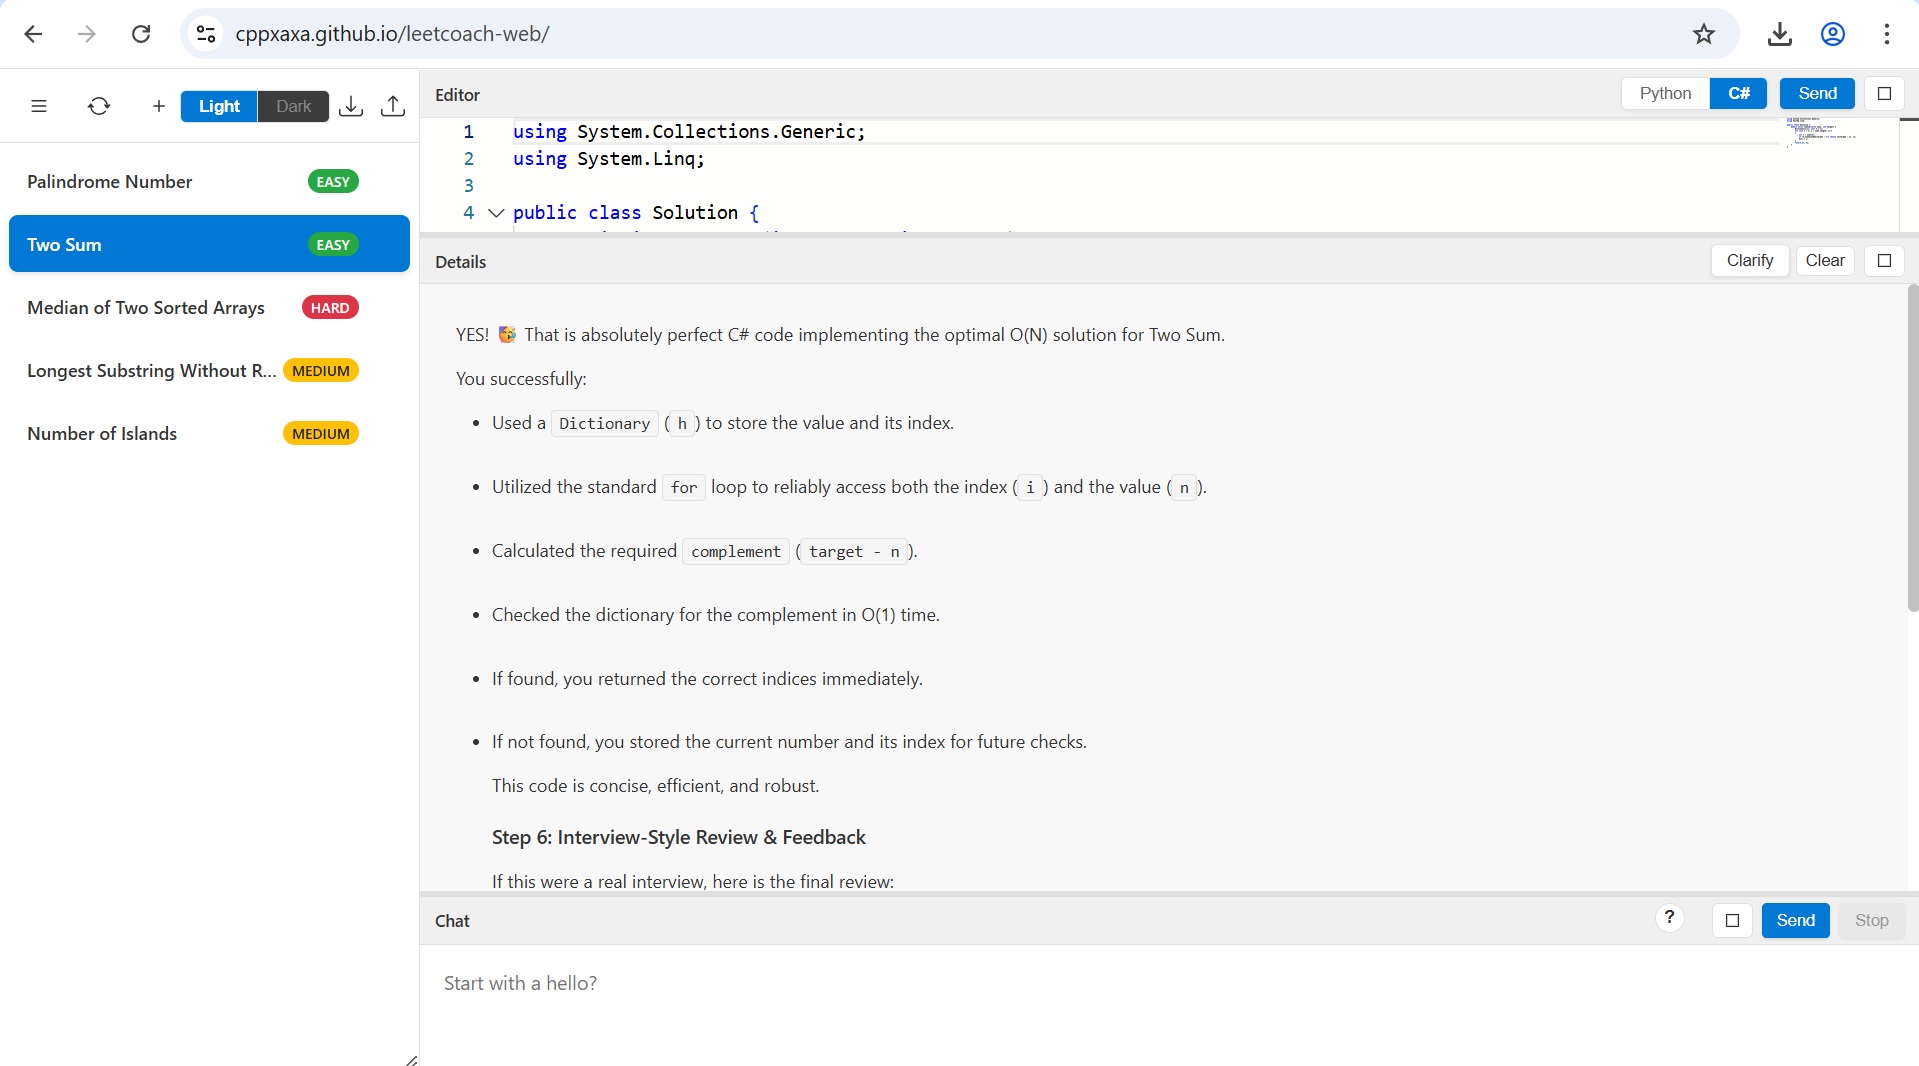 cppxaxa.github.io/leetcoach-web/
Light Dark
Palindrome Number EASY
Two Sum EASY
Median of Two Sorted Arrays HARD
Longest Substring Without R... MEDIUM
Number of Islands MEDIUM
Editor Python C# Send
1 using System.Collections.Generic;
2 using System.Linq;
3
4 public class Solution {
Details Clarify Clear
YES! 🥳 That is absolutely perfect C# code implementing the optimal O(N) solution for Two Sum.
You successfully:
• Used a Dictionary ( h ) to store the value and its index.
• Utilized the standard for loop to reliably access both the index ( i ) and the value ( n ).
• Calculated the required complement ( target - n ).
• Checked the dictionary for the complement in O(1) time.
• If found, you returned the correct indices immediately.
• If not found, you stored the current number and its index for future checks.
This code is concise, efficient, and robust.
Step 6: Interview-Style Review & Feedback
If this were a real interview, here is the final review:
Chat ? Send Stop
Start with a hello?